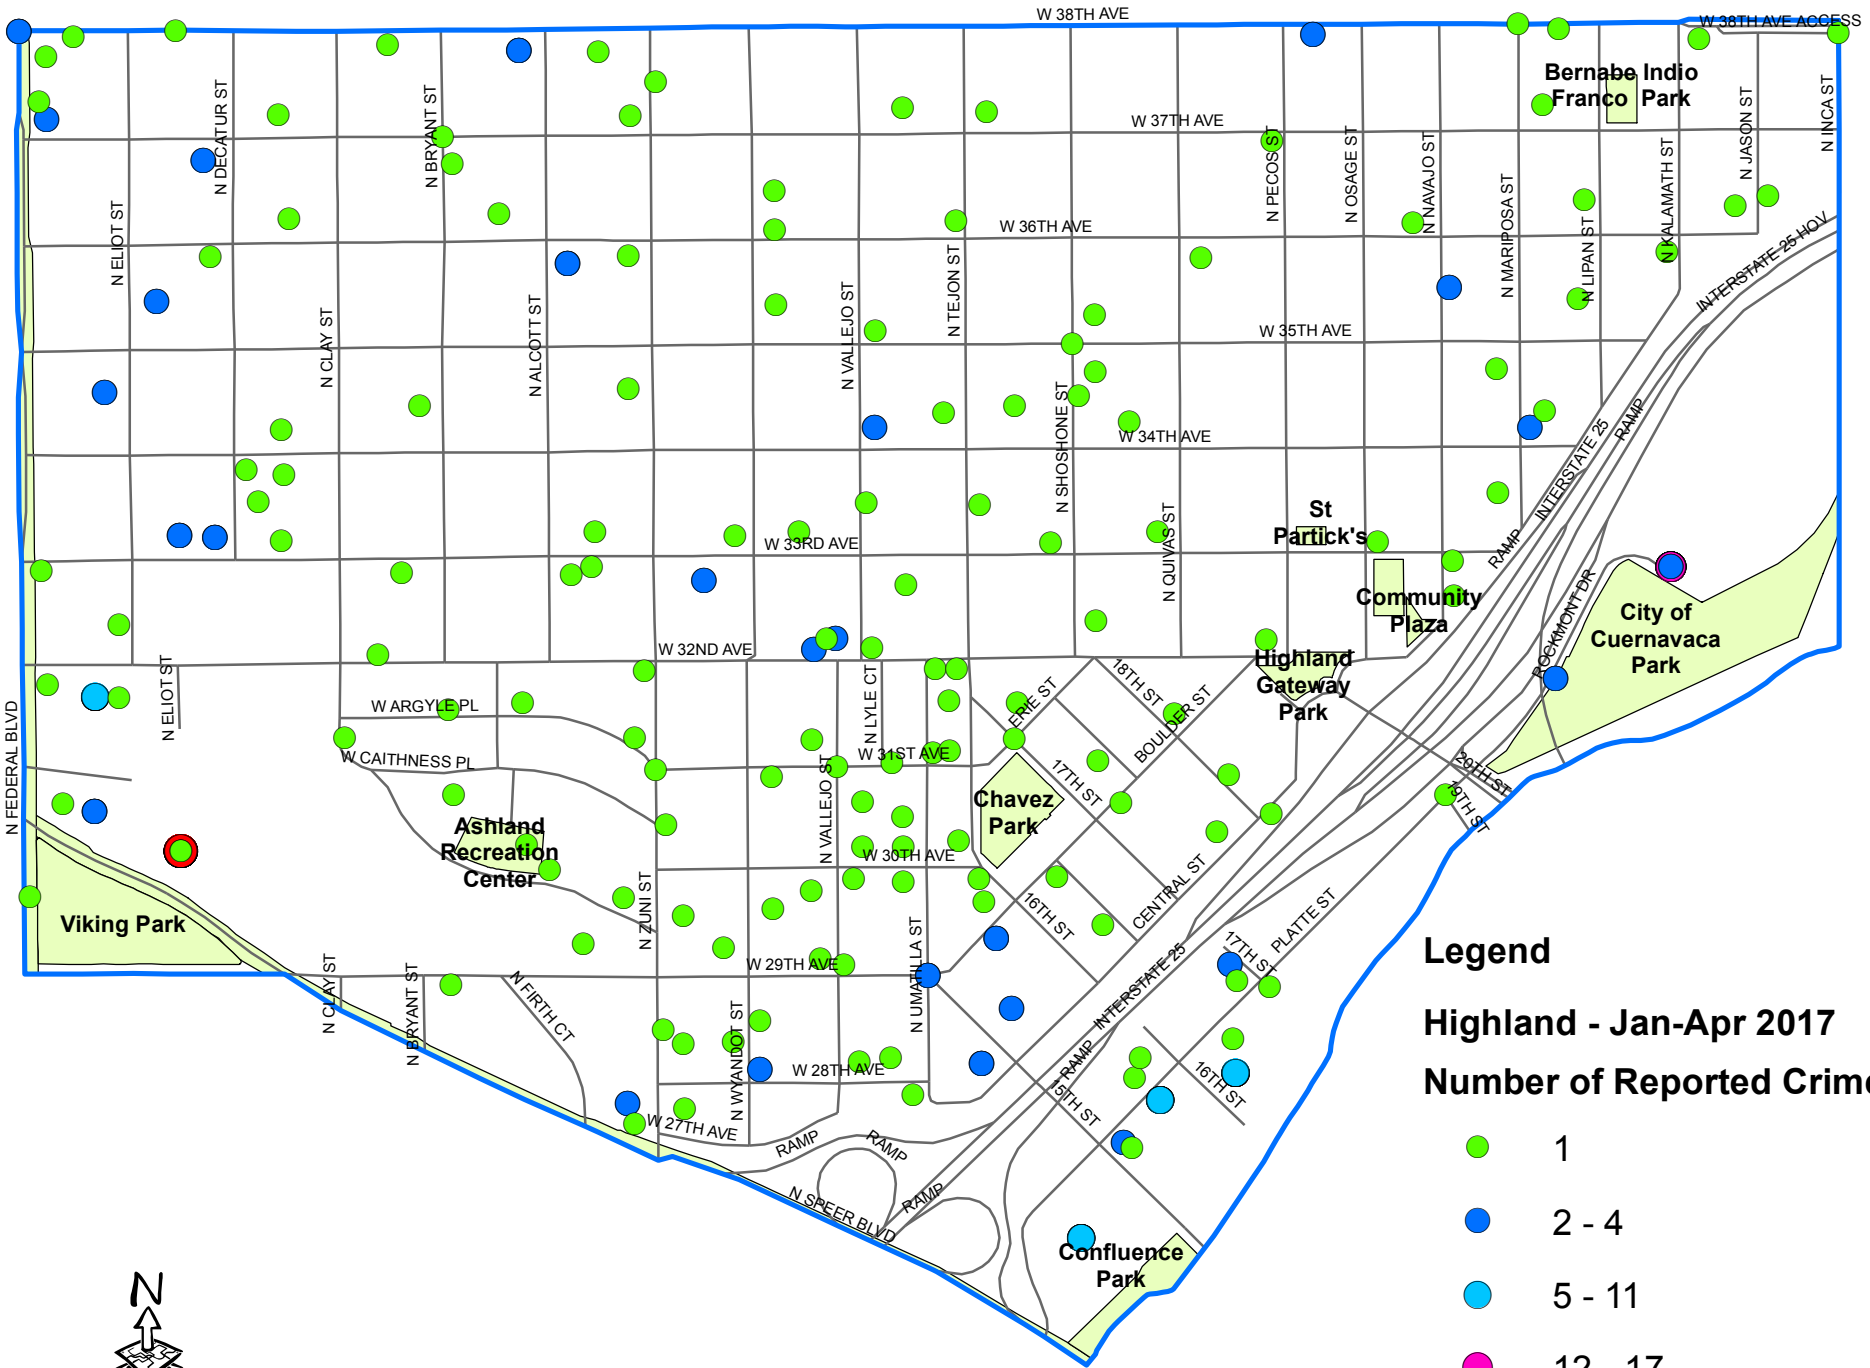 W 38TH AVE
W 38TH AVE ACCESS
Bernabe Indio
Franco Park
N DECATUR ST
N BRYANT ST
W 37TH AVE
N PECOS ST
N OSAGE ST
N NAVAJO ST
N KALAMATH ST
N JASON ST
N INCA ST
N ELIOT ST
W 36TH AVE
N MARIPOSA ST
N LIPAN ST
INTERSTATE 25 HOV
N CLAY ST
N ALCOTT ST
N VALLEJO ST
N TEJON ST
W 35TH AVE
N SHOSHONE ST
W 34TH AVE
RAMP
INTERSTATE 25
RAMP
N QUIVAS ST
St
Partick's
W 33RD AVE
Community
Plaza
ROCKMONT DR
City of
Cuernavaca
Park
W 32ND AVE
N ELIOT ST
N LYLE CT
18TH ST
Highland
Gateway
Park
W ARGYLE PL
ERIE ST
BOULDER ST
N FEDERAL BLVD
W CAITHNESS PL
W 31ST AVE
17TH ST
20TH ST
19TH ST
Chavez
Park
N VALLEJO ST
Ashland
Recreation
Center
W 30TH AVE
CENTRAL ST
16TH ST
Viking Park
N ZUNI ST
PLATTE ST
17TH ST
W 29TH AVE
N UMATILLA ST
INTERSTATE 25
N CLAY ST
N BRYANT ST
N FIRTH CT
RAMP
N WYANDOT ST
W 28TH AVE
15TH ST
16TH ST
W 27TH AVE
RAMP
RAMP
RAMP
N SPEER BLVD
Confluence
Park
N
Legend
Highland - Jan-Apr 2017
Number of Reported Crime
1
2 - 4
5 - 11
12 - 17